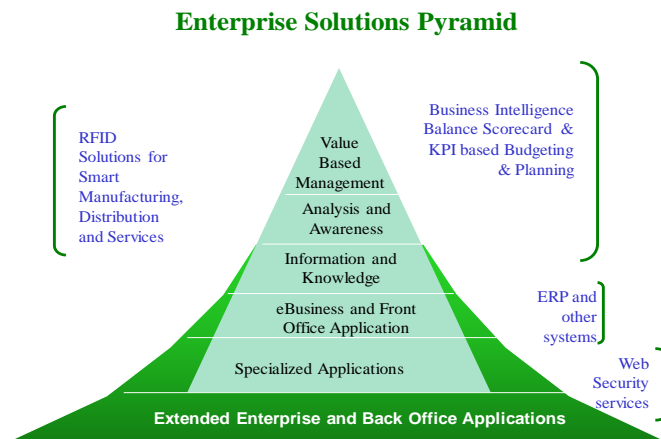 Enterprise Solutions Pyramid
RFID
Solutions for
Smart
Manufacturing,
Distribution
and Services
Value
Based
Management
Analysis and
Awareness
Information and
Knowledge
eBusiness and Front
Office Application
Specialized Applications
Extended Enterprise and Back Office Applications
Business Intelligence
Balance Scorecard &
KPI based Budgeting
& Planning
ERP and
other
systems
Web
Security
services